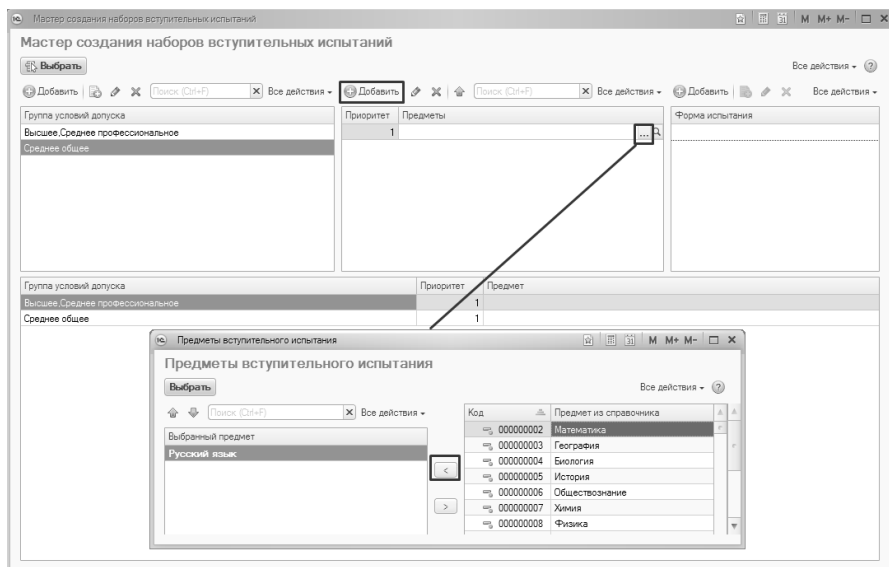 Мастер создания наборов вступительных испытаний M M+ M-
Мастер создания наборов вступительных испытаний
Выбрать Все действия
Добавить Поиск (Ctrl+F) Все действия Добавить Поиск (Ctrl+F) Все действия Добавить Все действия
Группа условий допуска Приоритет Предметы Форма испытания
Высшее,Среднее профессиональное 1 ...
Среднее общее
Группа условий допуска Приоритет Предмет
Высшее,Среднее профессиональное 1
Среднее общее 1
Предметы вступительного испытания M M+ M-
Предметы вступительного испытания
Выбрать Все действия
Поиск (Ctrl+F) Все действия Код Предмет из справочника
Выбранный предмет 000000002 Математика
Русский язык 000000003 География
000000004 Биология
< 000000005 История
000000006 Обществознание
> 000000007 Химия
000000008 Физика